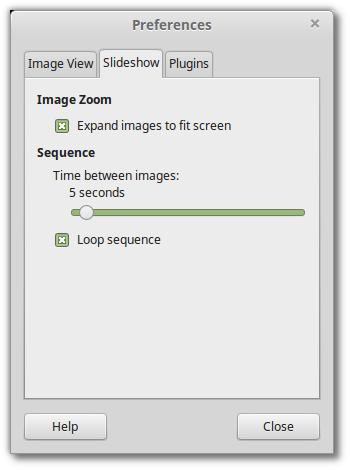 Preferences
Image View Slideshow Plugins
Image Zoom
Expand images to fit screen
Sequence
Time between images:
5 seconds
Loop sequence
Help Close